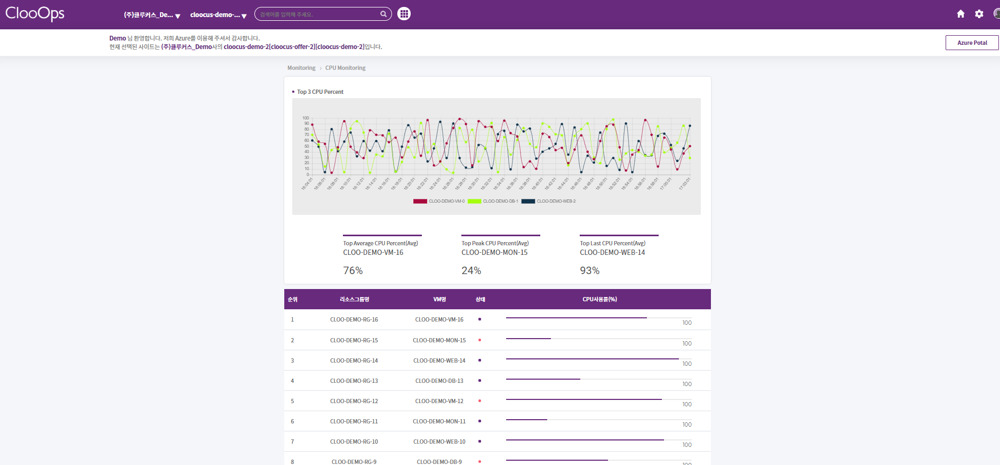 ClooOps
(주)클루커스_De... ▼ cloocus-demo-... ▼ 검색어를 입력해 주세요.
Demo 님 환영합니다. 저희 Azure를 이용해 주셔서 감사합니다.
현재 선택된 사이트는 (주)클루커스_Demo사의 cloocus-demo-2[cloocus-offer-2][cloocus-demo-2]입니다.
Azure Potal
Monitoring > CPU Monitoring
Top 3 CPU Percent
100
90
80
70
60
50
40
30
20
10
0
16:04:01 16:06:01 16:08:01 16:10:01 16:12:01 16:14:01 16:16:01 16:18:01 16:20:01 16:22:01 16:24:01 16:26:01 16:28:01 16:30:01 16:32:01 16:34:01 16:36:01 16:38:01 16:40:01 16:42:01 16:44:01 16:46:01 16:48:01 16:50:01 16:52:01 16:54:01 16:56:01 16:58:01 17:00:01 17:03:01
CLOO-DEMO-VM-0 CLOO-DEMO-DB-1 CLOO-DEMO-WEB-2
Top Average CPU Percent(Avg)
CLOO-DEMO-VM-16
76%
Top Peak CPU Percent(Avg)
CLOO-DEMO-MON-15
24%
Top Last CPU Percent(Avg)
CLOO-DEMO-WEB-14
93%
순위 리소스그룹명 VM명 상태 CPU사용률(%)
1 CLOO-DEMO-RG-16 CLOO-DEMO-VM-16 100
2 CLOO-DEMO-RG-15 CLOO-DEMO-MON-15 100
3 CLOO-DEMO-RG-14 CLOO-DEMO-WEB-14 100
4 CLOO-DEMO-RG-13 CLOO-DEMO-DB-13 100
5 CLOO-DEMO-RG-12 CLOO-DEMO-VM-12 100
6 CLOO-DEMO-RG-11 CLOO-DEMO-MON-11 100
7 CLOO-DEMO-RG-10 CLOO-DEMO-WEB-10 100
8 CLOO-DEMO-RG-9 CLOO-DEMO-DB-9 100